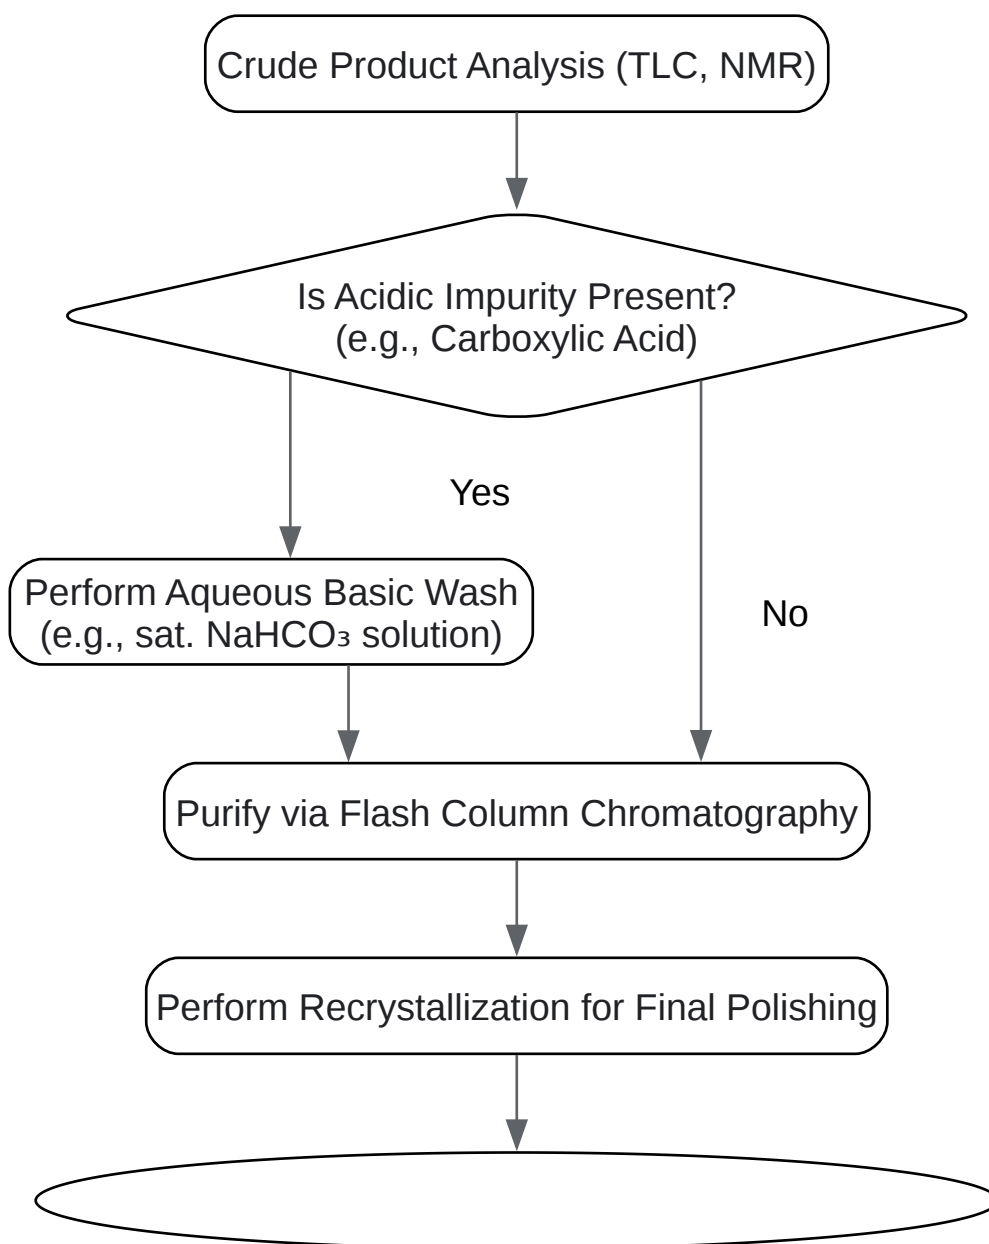 Crude Product Analysis (TLC, NMR)
Is Acidic Impurity Present?
(e.g., Carboxylic Acid)
Yes
Perform Aqueous Basic Wash
(e.g., sat. NaHCO₃ solution)
No
Purify via Flash Column Chromatography
Perform Recrystallization for Final Polishing